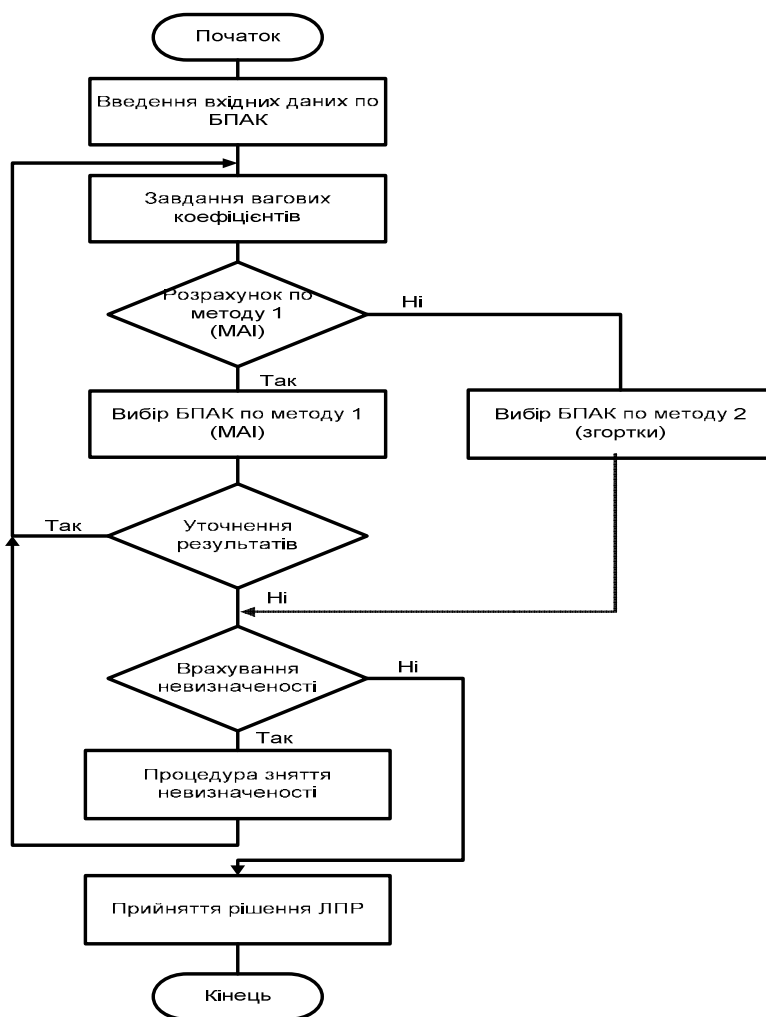 Початок
Введення вхідних даних по
БПАК
Завдання вагових
коефіцієнтів
Розрахунок по
методу 1
(МАІ)
Ні
Так
Вибір БПАК по методу 1
(МАІ)
Вибір БПАК по методу 2
(згортки)
Так
Уточнення
результатів
Ні
Врахування
невизначеності
Ні
Так
Процедура зняття
невизначеності
Прийняття рішення ЛПР
Кінець